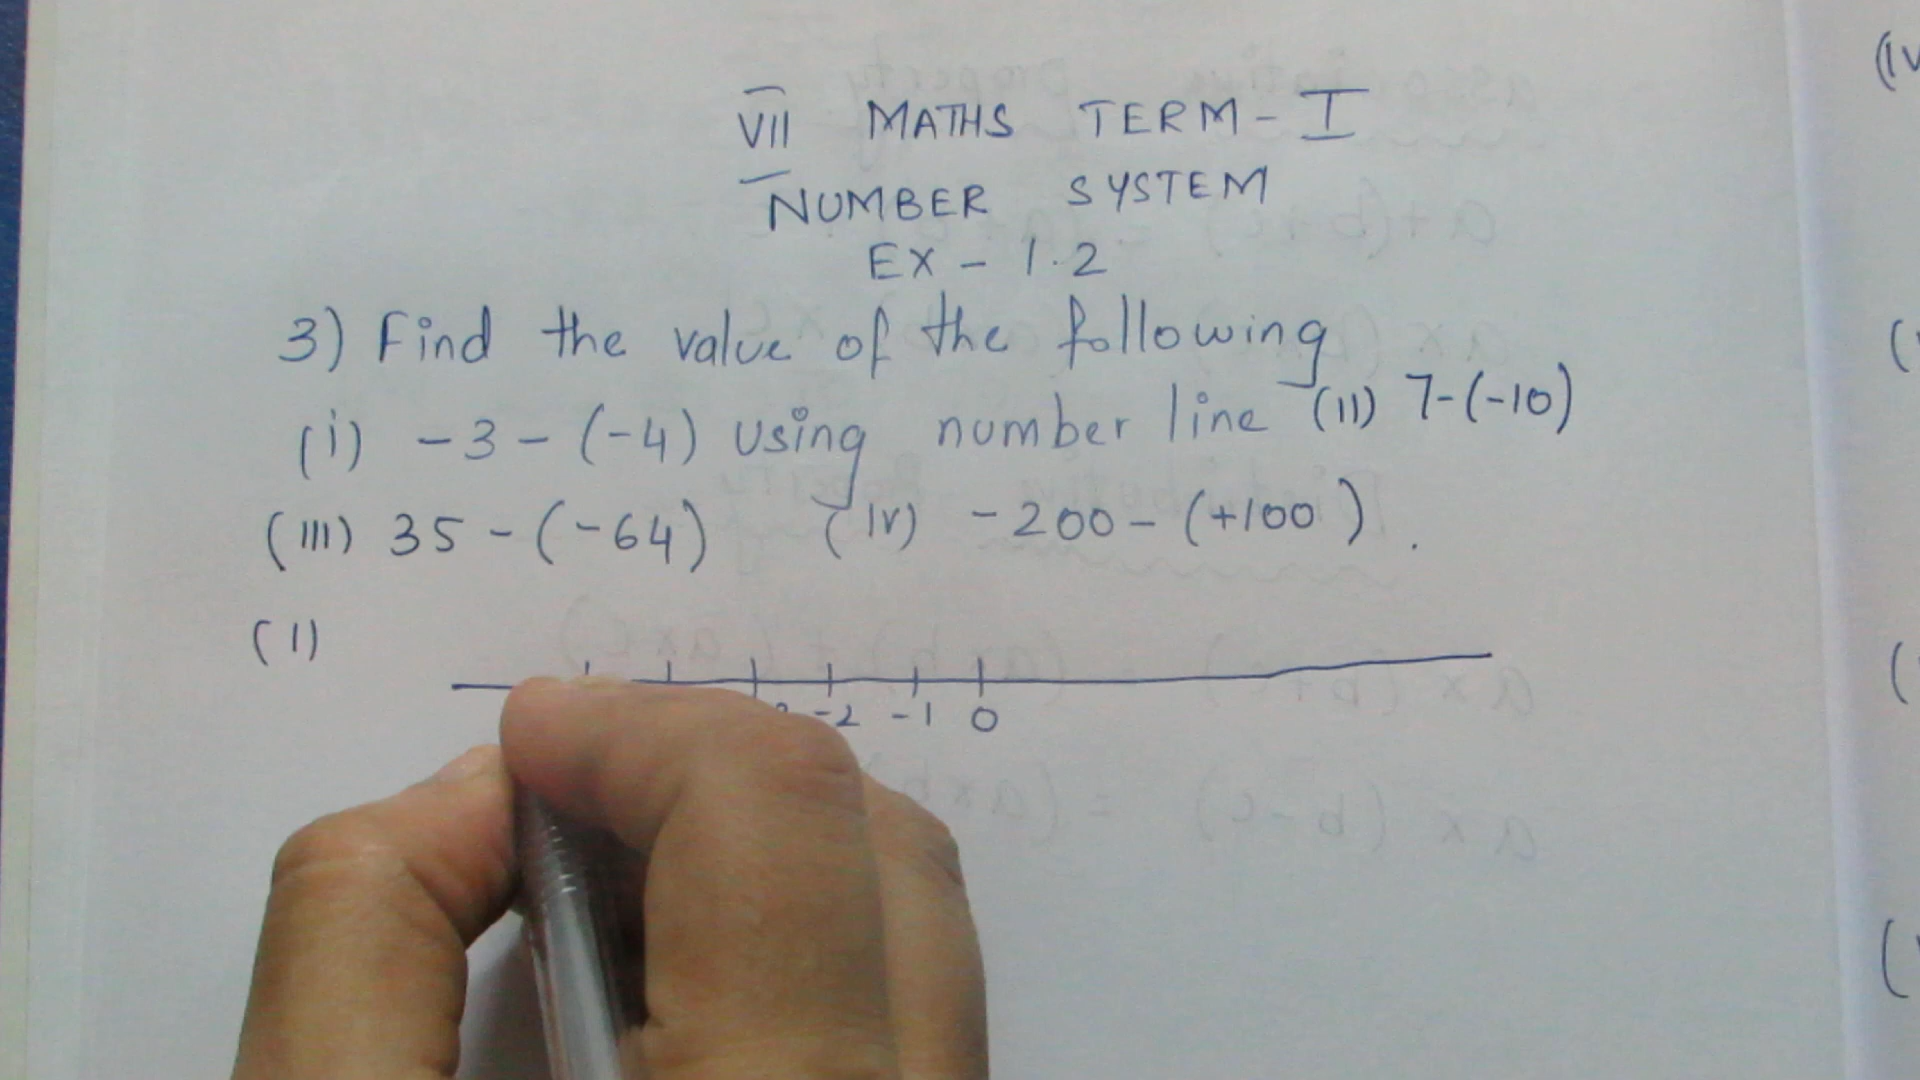 VII MATHS TERM - I
NUMBER SYSTEM
EX - 1.2
3) Find the value of the following
(i) -3 - (-4) using number line (II) 7-(-10)
(III) 35 - (-64) (IV) -200 - (+100).
(I)
-2 -1 0